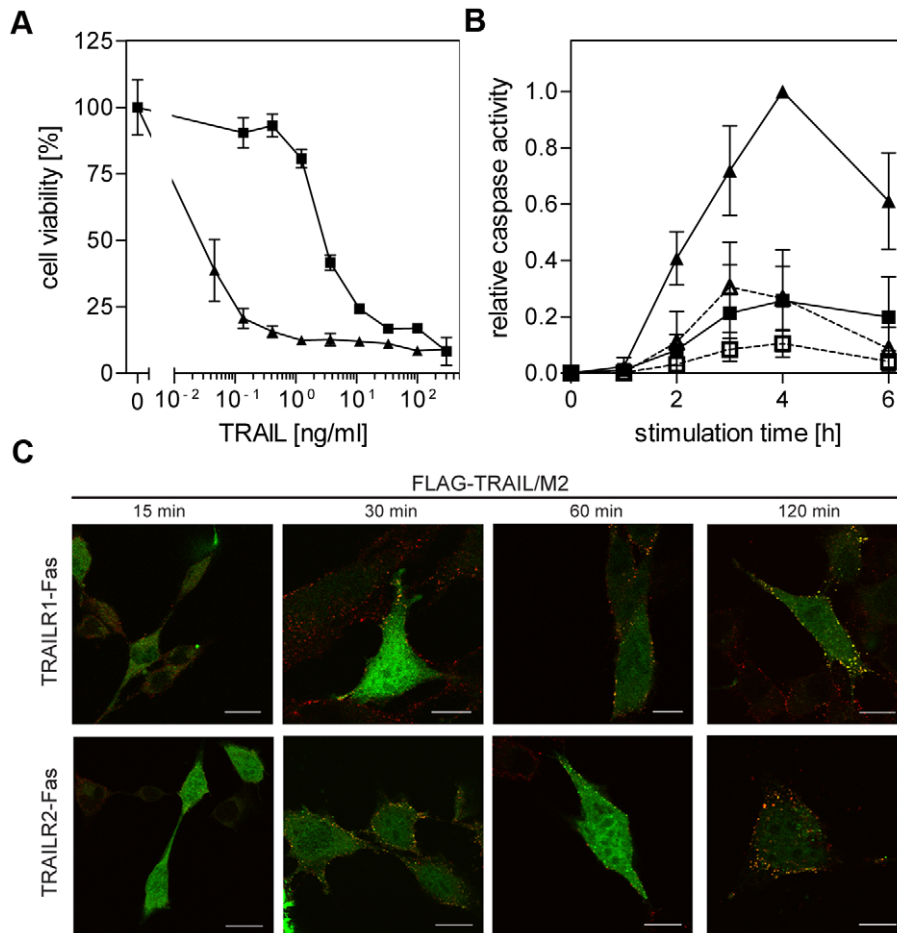 A
cell viability [%]
125
100
75
50
25
0
0 10⁻² 10⁻¹ 10⁰ 10¹ 10²
TRAIL [ng/ml]
B
relative caspase activity
1.0
0.8
0.6
0.4
0.2
0.0
0 2 4 6
stimulation time [h]
C
FLAG-TRAIL/M2
15 min 30 min 60 min 120 min
TRAILR1-Fas
TRAILR2-Fas